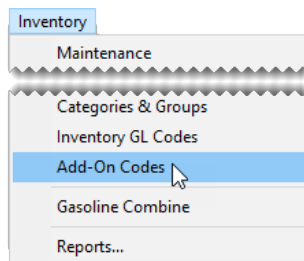 Inventory
Maintenance
Categories & Groups
Inventory GL Codes
Add-On Codes
Gasoline Combine
Reports...